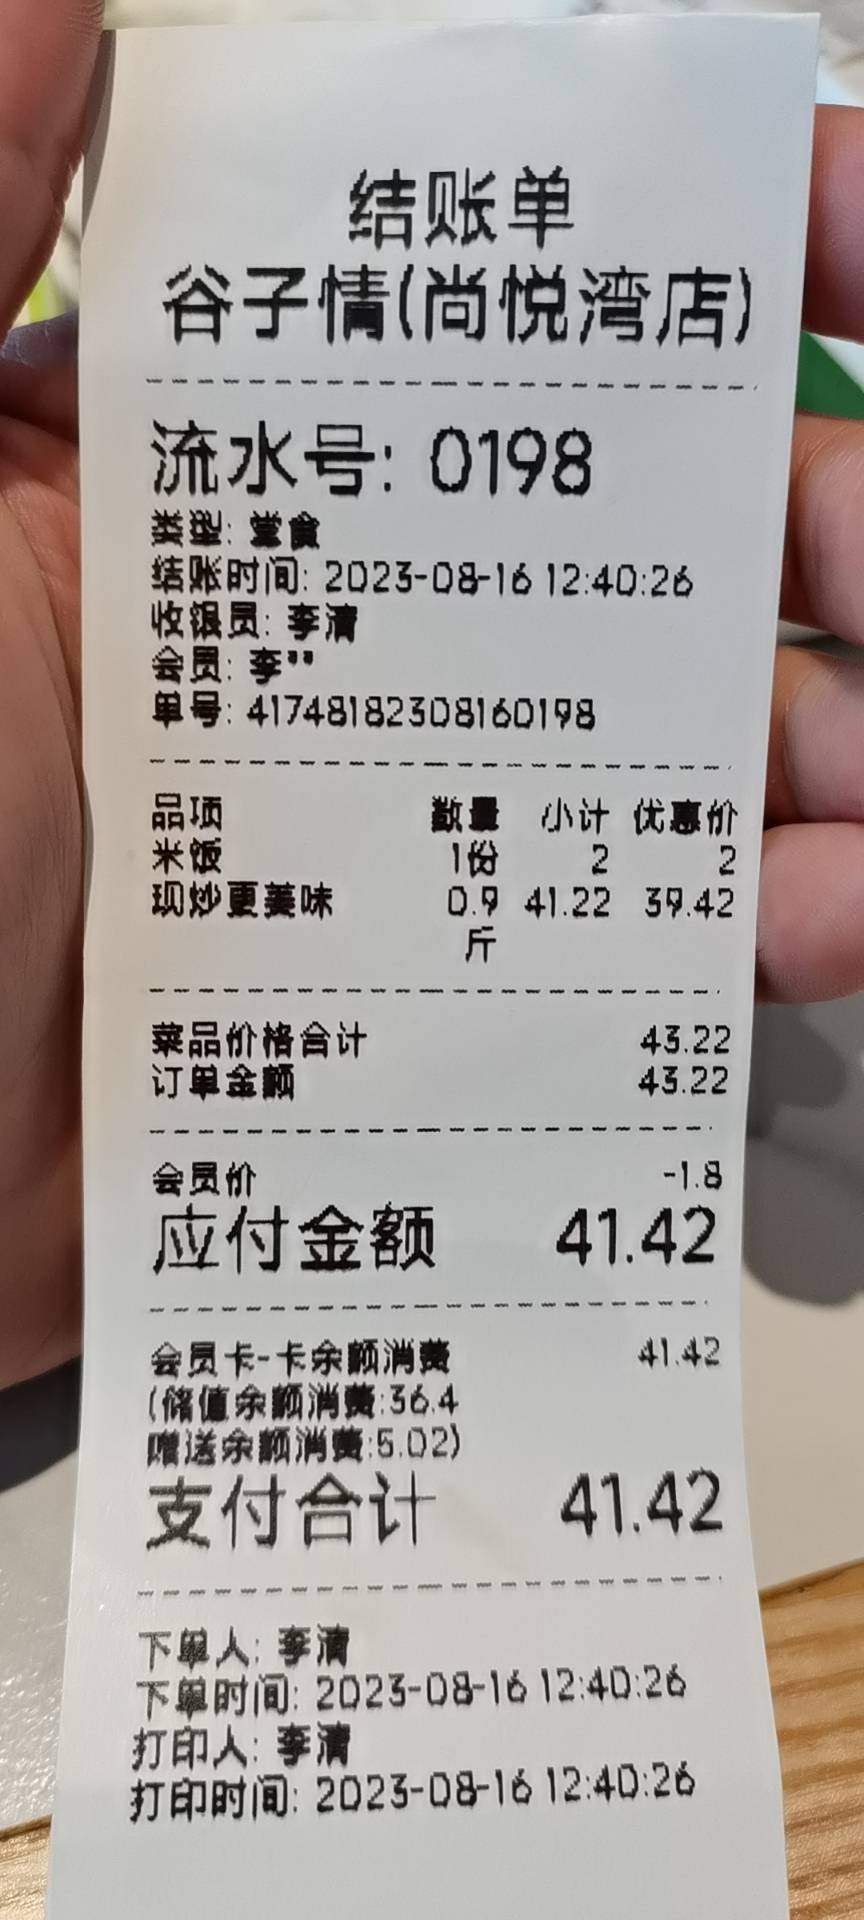 结账单
谷子情(尚悦湾店)
流水号: 0198
类型: 堂食
结账时间: 2023-08-16 12:40:26
收银员: 李清
会员: 李**
单号: 41748182308160198
品项 数量 小计 优惠价
米饭 1份 2 2
现炒更美味 0.9 41.22 39.42
斤
菜品价格合计 43.22
订单金额 43.22
会员价 -1.8
应付金额 41.42
会员卡-卡余额消费 41.42
(储值余额消费:36.4
赠送余额消费:5.02)
支付合计 41.42
下单人: 李清
下单时间: 2023-08-16 12:40:26
打印人: 李清
打印时间: 2023-08-16 12:40:26